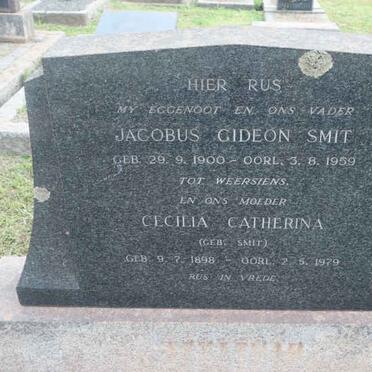 HIER RUS
MY EGGENOOT EN ONS VADER
JACOBUS GIDEON SMIT
GEB. 29. 9. 1900 – OORL. 3. 8. 1959
TOT WEERSIENS.
EN ONS MOEDER
CECILIA CATHERINA
(GEB. SMIT)
GEB. 9. 7. 1898 – OORL. 2. 5. 1979
RUS IN VREDE.